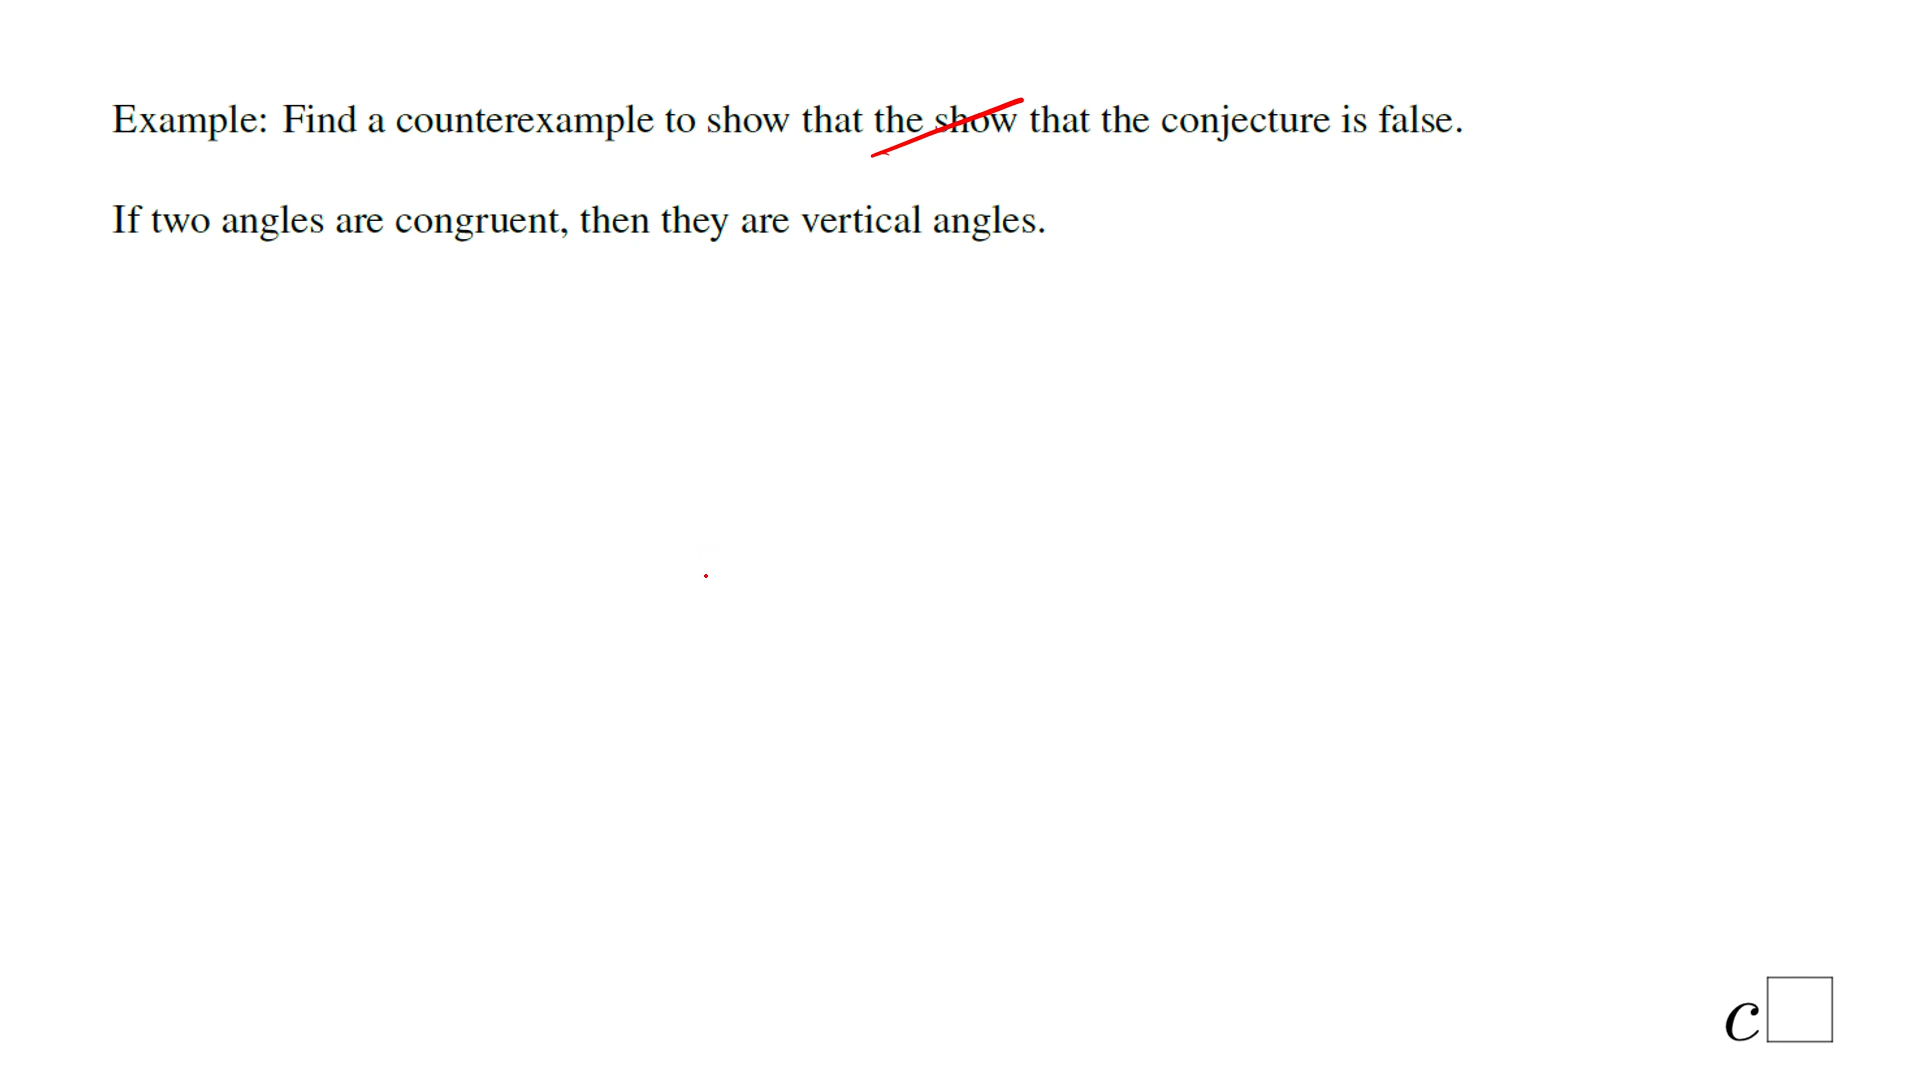 Example: Find a counterexample to show that the show that the conjecture is false.
If two angles are congruent, then they are vertical angles.
c